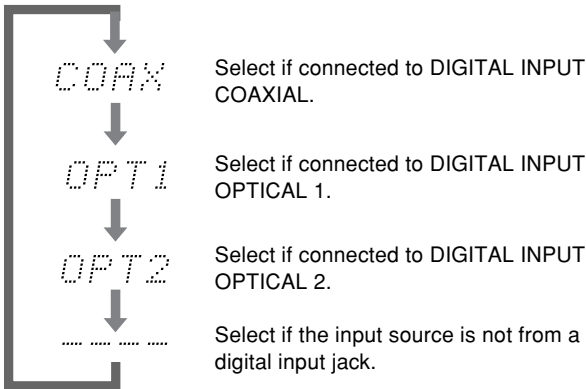 COAX
Select if connected to DIGITAL INPUT
COAXIAL.
OPT1
Select if connected to DIGITAL INPUT
OPTICAL 1.
OPT2
Select if connected to DIGITAL INPUT
OPTICAL 2.
_ _ _ _
Select if the input source is not from a
digital input jack.